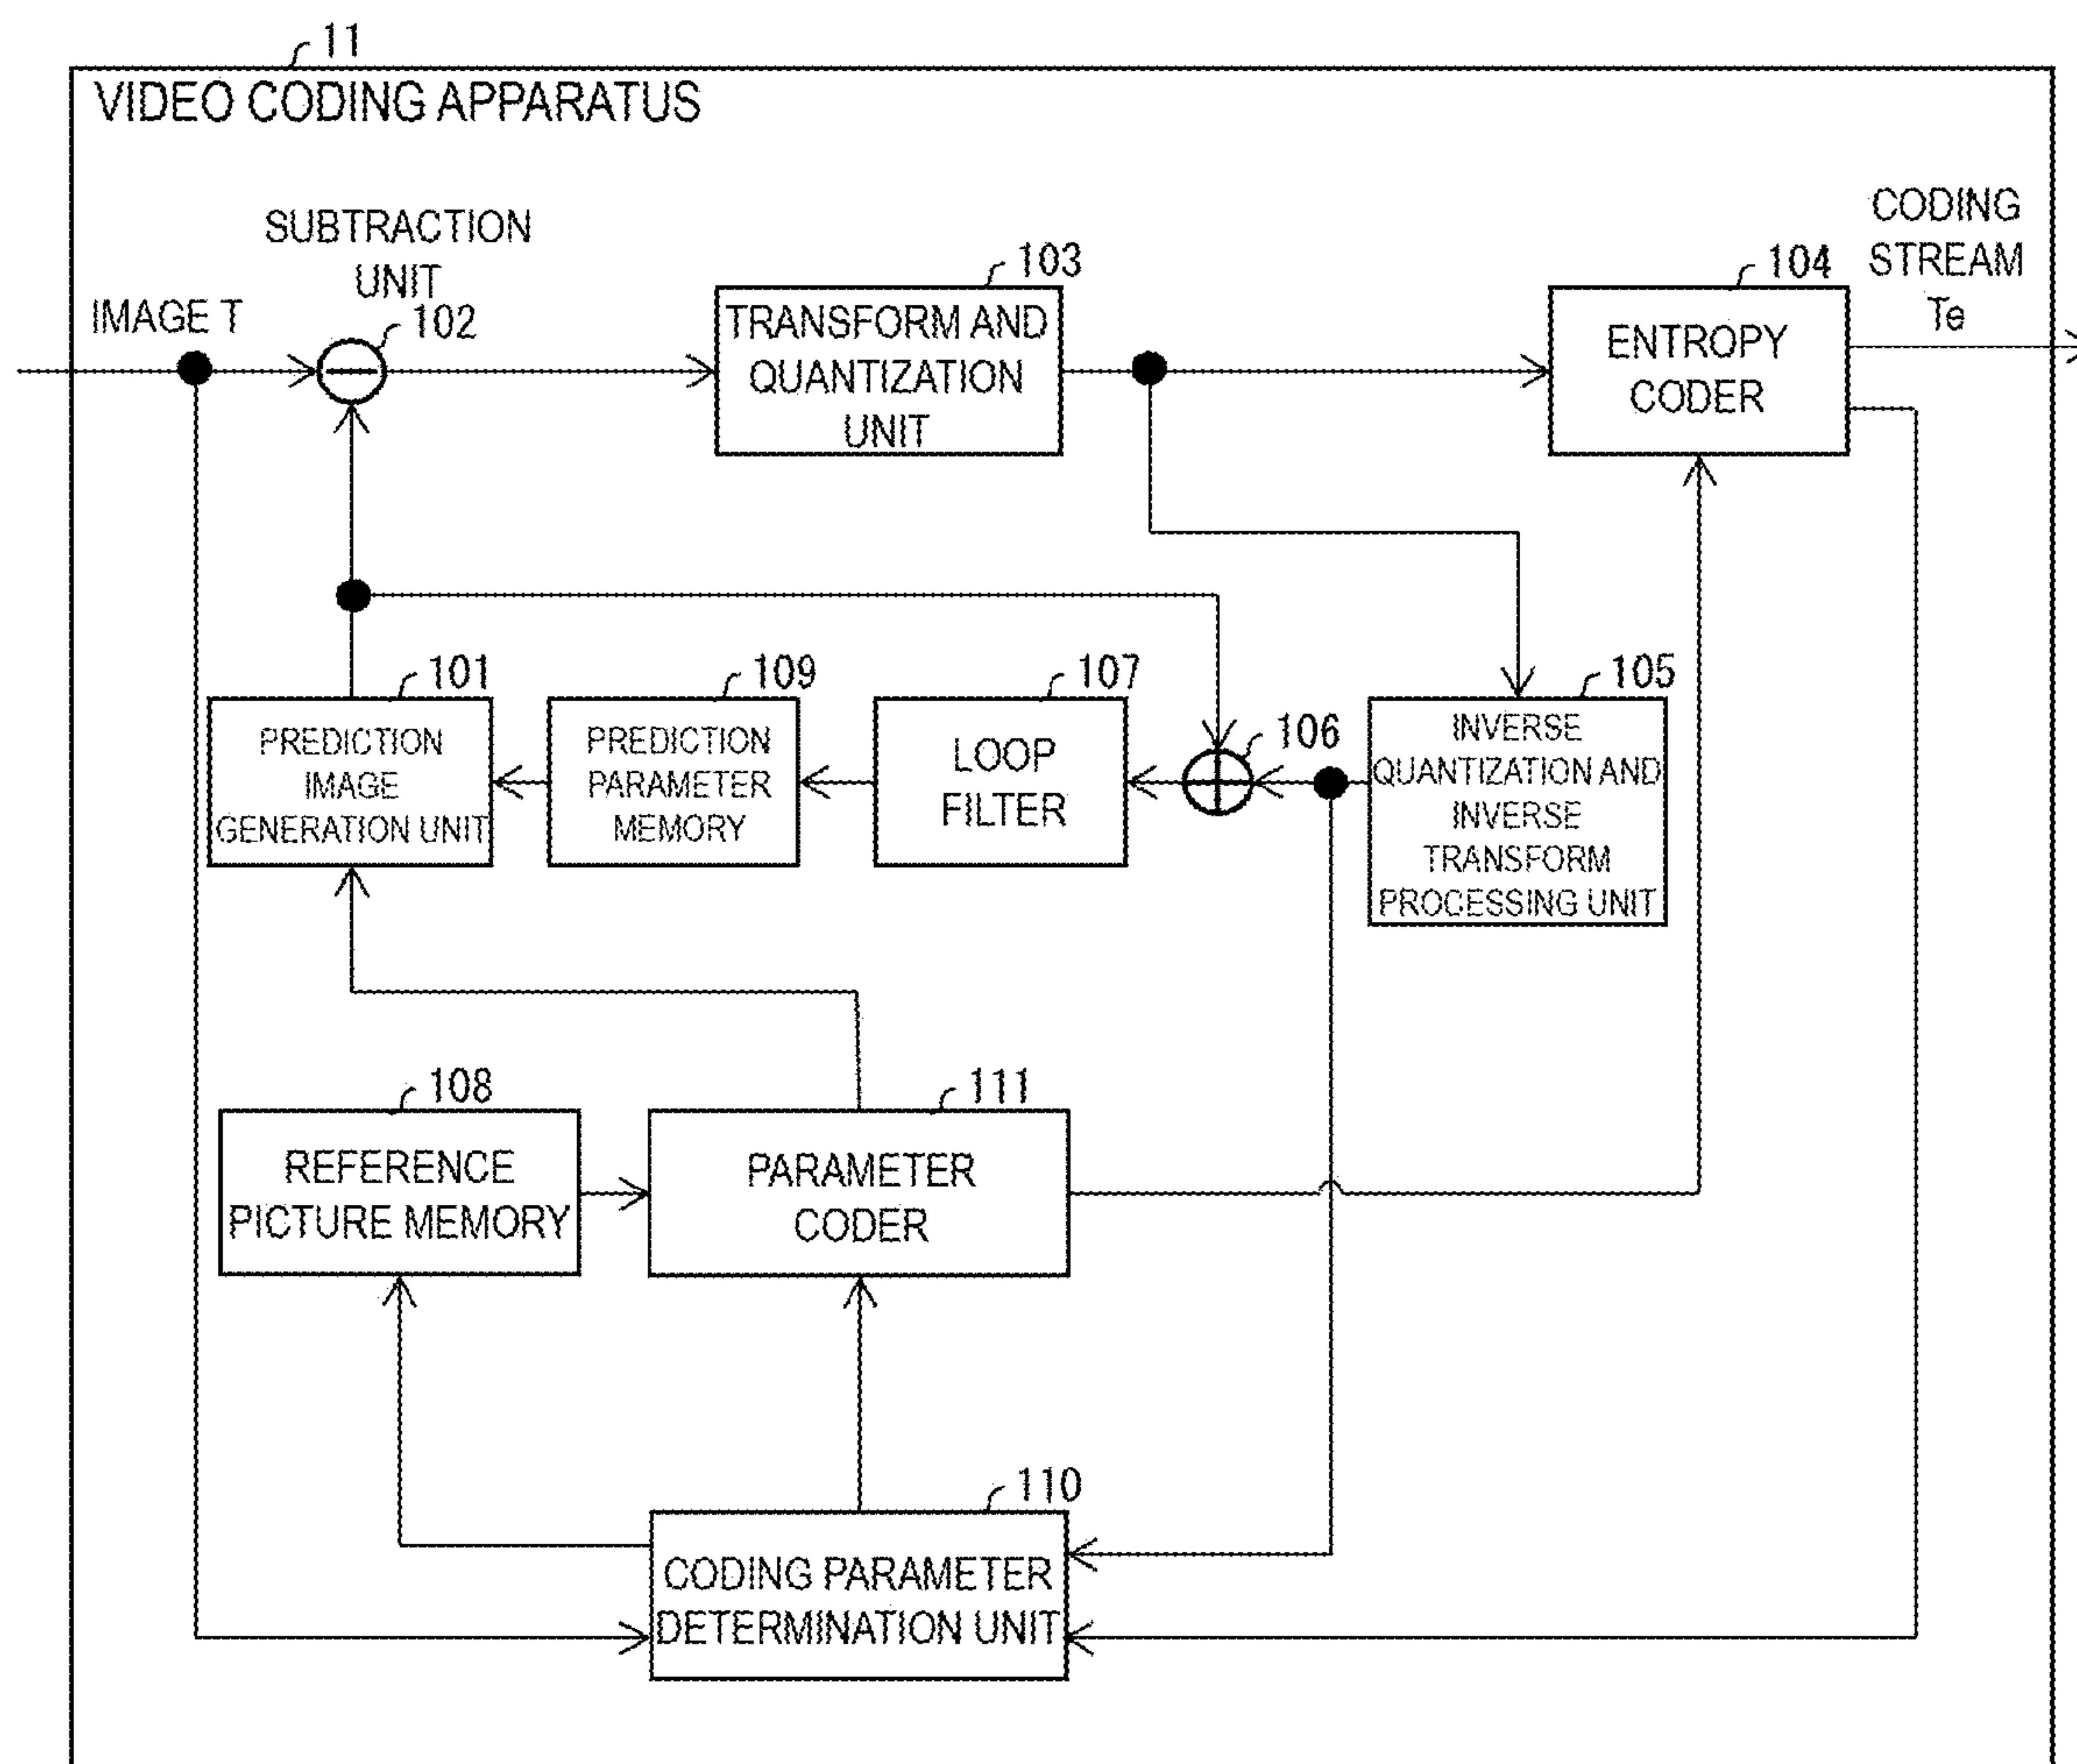 11
VIDEO CODING APPARATUS
SUBTRACTION
UNIT
IMAGE T
102
103
TRANSFORM AND
QUANTIZATION
UNIT
104
ENTROPY
CODER
CODING
STREAM
Te
101
PREDICTION
IMAGE
GENERATION UNIT
109
PREDICTION
PARAMETER
MEMORY
107
LOOP
FILTER
106
105
INVERSE
QUANTIZATION AND
INVERSE
TRANSFORM
PROCESSING UNIT
108
REFERENCE
PICTURE MEMORY
111
PARAMETER
CODER
110
CODING PARAMETER
DETERMINATION UNIT